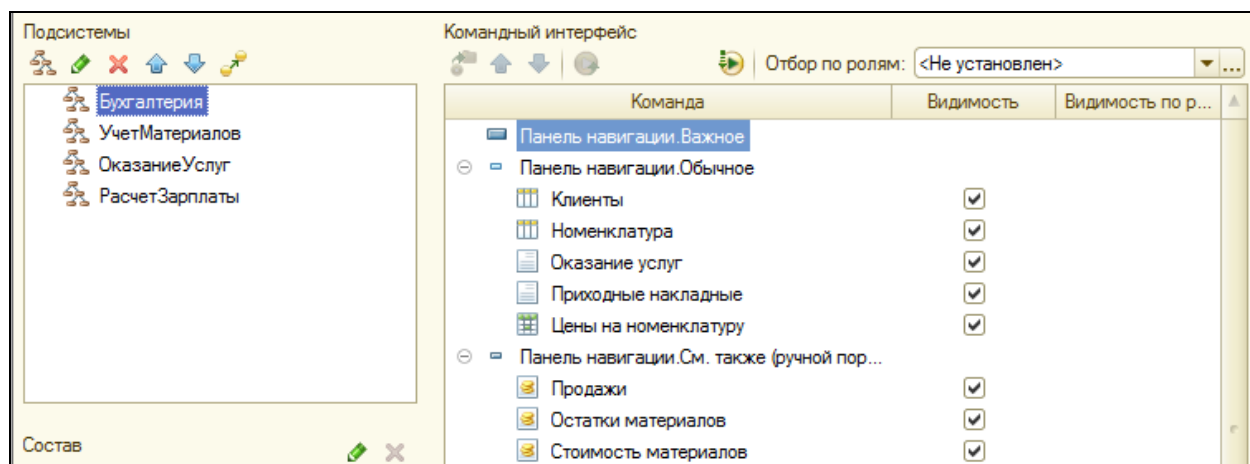 Подсистемы
Бухгалтерия
УчетМатериалов
ОказаниеУслуг
РасчетЗарплаты
Состав
Командный интерфейс
Отбор по ролям: <Не установлен>
Команда Видимость Видимость по р...
Панель навигации.Важное
Панель навигации.Обычное
Клиенты
Номенклатура
Оказание услуг
Приходные накладные
Цены на номенклатуру
Панель навигации.См. также (ручной пор...
Продажи
Остатки материалов
Стоимость материалов